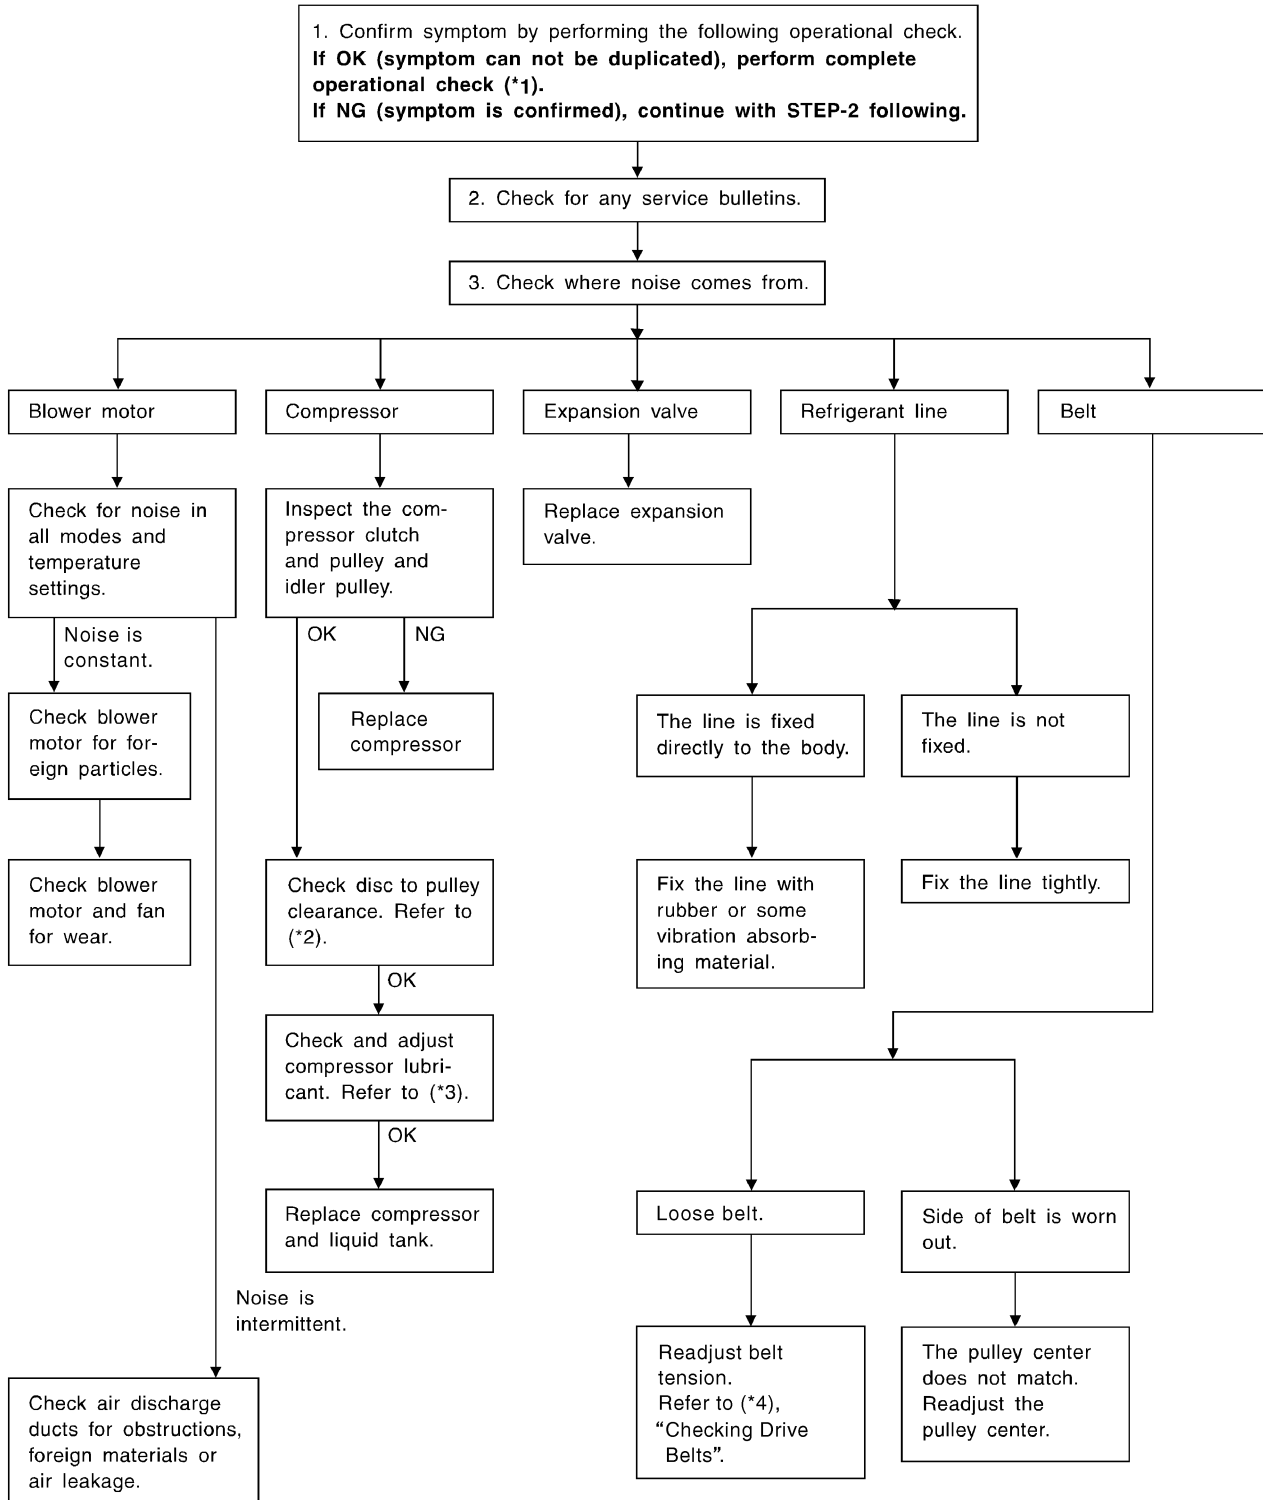 1. Confirm symptom by performing the following operational check.
If OK (symptom can not be duplicated), perform complete
operational check (*1).
If NG (symptom is confirmed), continue with STEP-2 following.
2. Check for any service bulletins.
3. Check where noise comes from.
Blower motor
Compressor
Expansion valve
Refrigerant line
Belt
Check for noise in
all modes and
temperature
settings.
Inspect the com-
pressor clutch
and pulley and
idler pulley.
Replace expansion
valve.
Noise is
constant.
OK
NG
Check blower
motor for for-
eign particles.
Replace
compressor
The line is fixed
directly to the body.
The line is not
fixed.
Check blower
motor and fan
for wear.
Check disc to pulley
clearance. Refer to
(*2).
Fix the line with
rubber or some
vibration absorb-
ing material.
Fix the line tightly.
OK
Check and adjust
compressor lubri-
cant. Refer to (*3).
OK
Replace compressor
and liquid tank.
Loose belt.
Side of belt is worn
out.
Noise is
intermittent.
Readjust belt
tension.
Refer to (*4),
“Checking Drive
Belts”.
The pulley center
does not match.
Readjust the
pulley center.
Check air discharge
ducts for obstructions,
foreign materials or
air leakage.